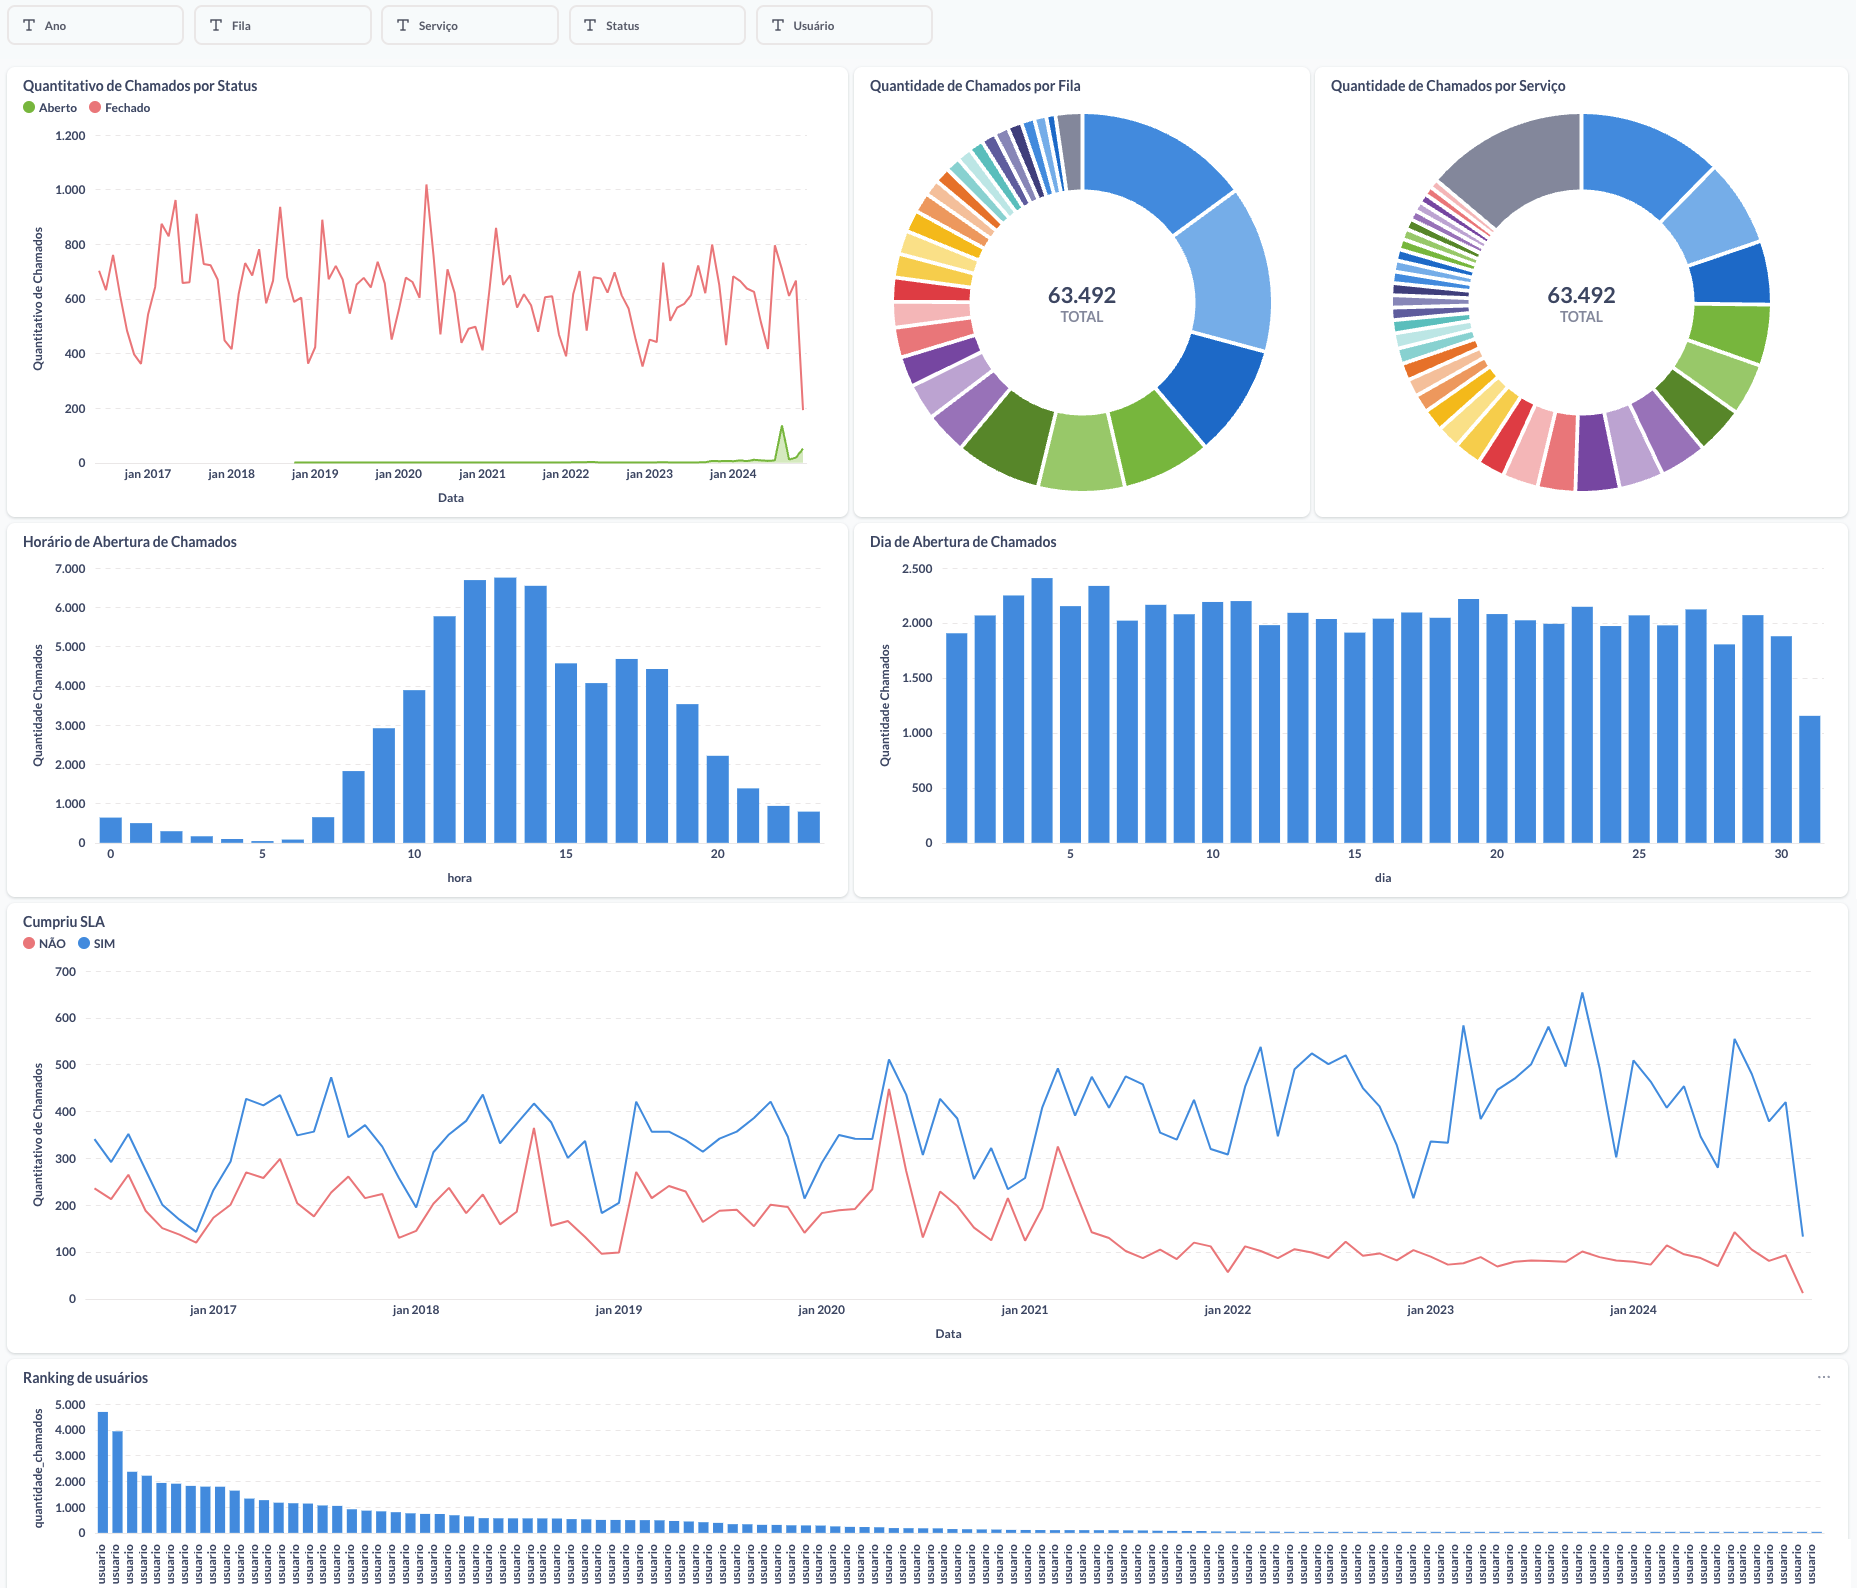 Ano
Fila
Serviço
Status
Usuário
Quantitativo de Chamados por Status
Aberto Fechado
Quantitativo de Chamados
1.200
1.000
800
600
400
200
0
jan 2017 jan 2018 jan 2019 jan 2020 jan 2021 jan 2022 jan 2023 jan 2024
Data
Quantidade de Chamados por Fila
63.492
TOTAL
Quantidade de Chamados por Serviço
63.492
TOTAL
Horário de Abertura de Chamados
Quantidade Chamados
7.000
6.000
5.000
4.000
3.000
2.000
1.000
0
0 5 10 15 20
hora
Dia de Abertura de Chamados
Quantidade Chamados
2.500
2.000
1.500
1.000
500
0
5 10 15 20 25 30
dia
Cumpriu SLA
NÃO SIM
Quantitativo de Chamados
700
600
500
400
300
200
100
0
jan 2017 jan 2018 jan 2019 jan 2020 jan 2021 jan 2022 jan 2023 jan 2024
Data
Ranking de usuários
...
quantidade_chamados
5.000
4.000
3.000
2.000
1.000
0
usuario usuario usuario usuario usuario usuario usuario usuario usuario usuario usuario usuario usuario usuario usuario usuario usuario usuario usuario usuario usuario usuario usuario usuario usuario usuario usuario usuario usuario usuario usuario usuario usuario usuario usuario usuario usuario usuario usuario usuario usuario usuario usuario usuario usuario usuario usuario usuario usuario usuario usuario usuario usuario usuario usuario usuario usuario usuario usuario usuario usuario usuario usuario usuario usuario usuario usuario usuario usuario usuario usuario usuario usuario usuario usuario usuario usuario usuario usuario usuario usuario usuario usuario usuario usuario usuario usuario usuario usuario usuario usuario usuario usuario usuario usuario usuario usuario usuario usuario usuario usuario usuario usuario usuario usuario usuario usuario usuario usuario usuario usuario usuario usuario usuario usuario usuario usuario usuario usuario usuario usuario usuario usuario usuario usuario usuario usuario